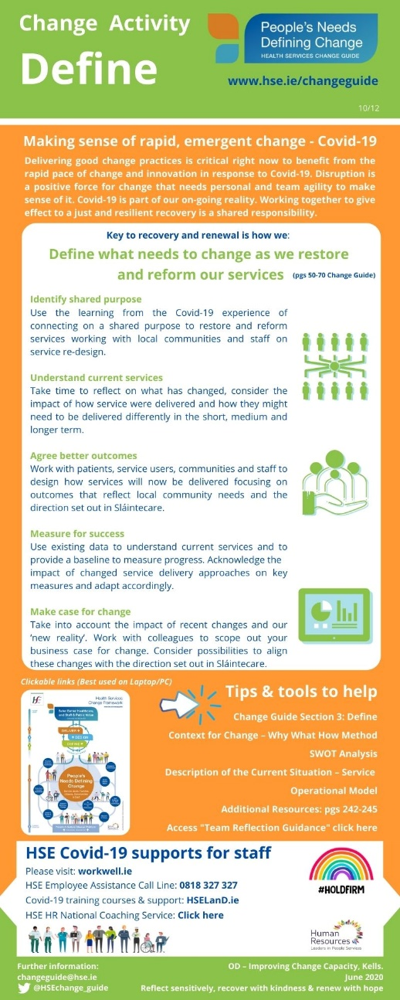 Change Activity
Define
People's Needs
Defining Change
HEALTH SERVICES CHANGE GUIDE
www.hse.ie/changeguide
10/12
Making sense of rapid, emergent change - Covid-19
Delivering good change practices is critical right now to benefit from the
rapid pace of change and innovation in response to Covid-19. Disruption is
a positive force for change that needs personal and team agility to make
sense of it. Covid-19 is part of our on-going reality. Working together to give
effect to a just and resilient recovery is a shared responsibility.
Key to recovery and renewal is how we:
Define what needs to change as we restore
and reform our services (pgs 50-70 Change Guide)
Identify shared purpose
Use the learning from the Covid-19 experience of
connecting on a shared purpose to restore and reform
services working with local communities and staff on
service re-design.
Understand current services
Take time to reflect on what has changed, consider the
impact of how service were delivered and how they might
need to be delivered differently in the short, medium and
longer term.
Agree better outcomes
Work with patients, service users, communities and staff to
design how services will now be delivered focusing on
outcomes that reflect local community needs and the
direction set out in Sláintecare.
Measure for success
Use existing data to understand current services and to
provide a baseline to measure progress. Acknowledge the
impact of changed service delivery approaches on key
measures and adapt accordingly.
Make case for change
Take into account the impact of recent changes and our
'new reality'. Work with colleagues to scope out your
business case for change. Consider possibilities to align
these changes with the direction set out in Sláintecare.
Clickable links (Best used on Laptop/PC)
Health Services
Change Framework
Better Better Healthcare,
and Staff & Public Value
DELIVER
DESIGN
DEFINE
People's
Needs Defining
Change
Tips & tools to help
Change Guide Section 3: Define
Context for Change – Why What How Method
SWOT Analysis
Description of the Current Situation – Service
Operational Model
Additional Resources: pgs 242-245
Access "Team Reflection Guidance" click here
HSE Covid-19 supports for staff
Please visit: workwell.ie
HSE Employee Assistance Call Line: 0818 327 327
Covid-19 training courses & support: HSELanD.ie
HSE HR National Coaching Service: Click here
#HOLDFIRM
Human
Resources
Leaders in People Services
Further information:
changeguide@hse.ie
@HSEchange_guide
OD – Improving Change Capacity, Kells.
June 2020
Reflect sensitively, recover with kindness & renew with hope